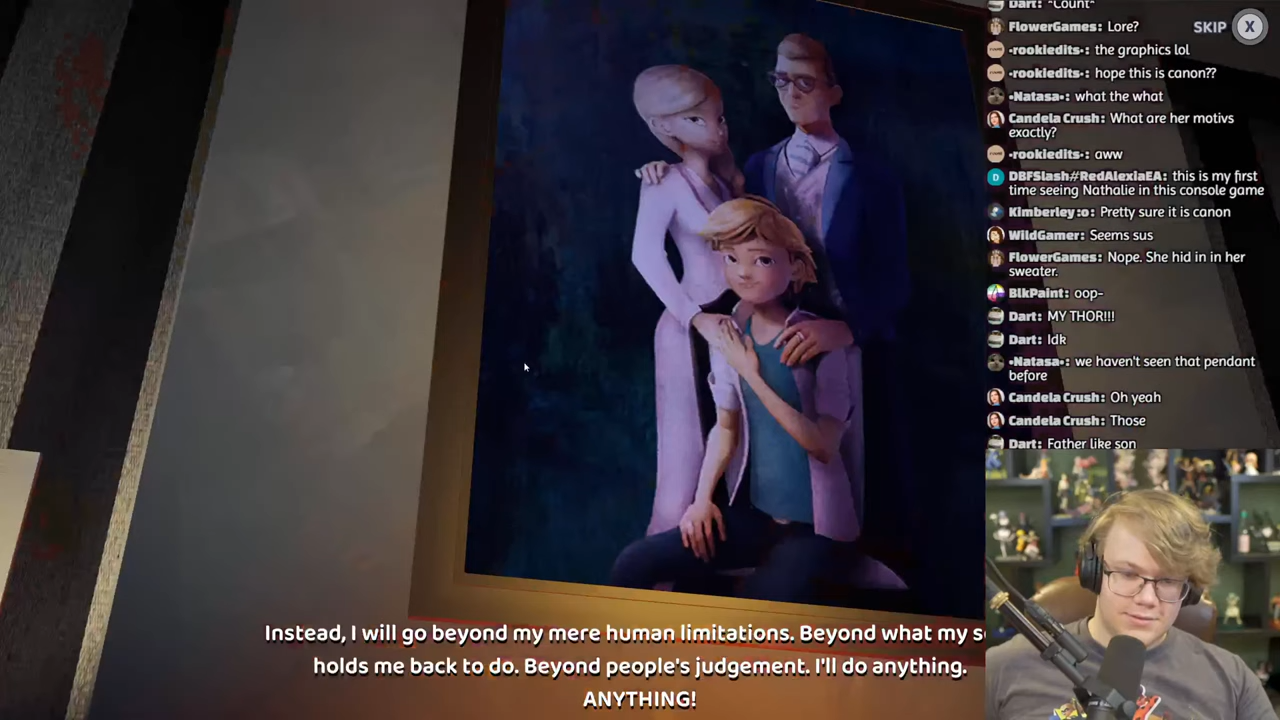 Dart: *Count*
FlowerGames: Lore?
SKIP X
-rookiedits-: the graphics lol
-rookiedits-: hope this is canon??
•Natasa•: what the what
Candela Crush: What are her motivs
exactly?
-rookiedits-: aww
D DBFSlash#RedAlexiaEA: this is my first
time seeing Nathalie in this console game
Kimberley :o: Pretty sure it is canon
WildGamer: Seems sus
FlowerGames: Nope. She hid in in her
sweater.
BlkPaint: oop-
Dart: MY THOR!!!
Dart: Idk
•Natasa•: we haven't seen that pendant
before
Candela Crush: Oh yeah
Candela Crush: Those
Dart: Father like son
Instead, I will go beyond my mere human limitations. Beyond what my
holds me back to do. Beyond people's judgement. I'll do anything.
ANYTHING!